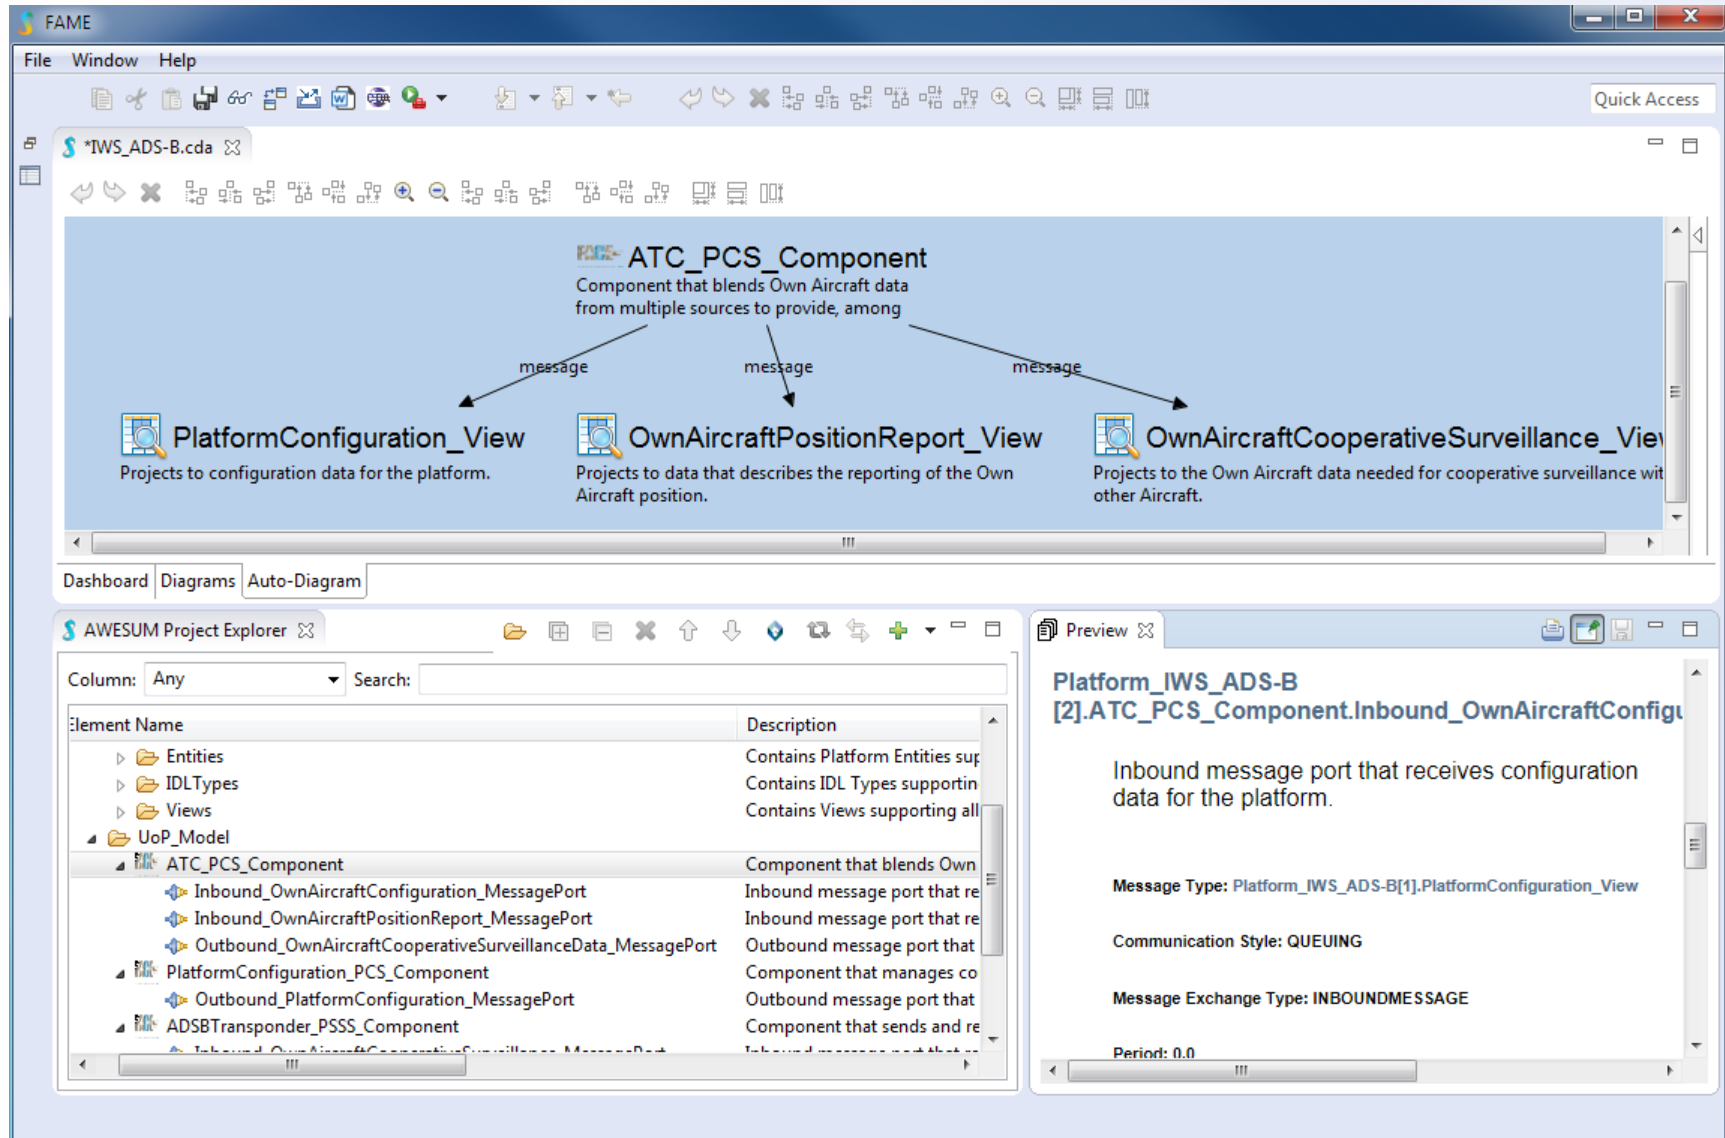 FAME
File Window Help
Quick Access
*IWS_ADS-B.cda
ATC_PCS_Component
Component that blends Own Aircraft data
from multiple sources to provide, among
message message message
PlatformConfiguration_View
Projects to configuration data for the platform.
OwnAircraftPositionReport_View
Projects to data that describes the reporting of the Own
Aircraft position.
OwnAircraftCooperativeSurveillance_Viev
Projects to the Own Aircraft data needed for cooperative surveillance wit
other Aircraft.
Dashboard Diagrams Auto-Diagram
AWESUM Project Explorer
Column: Any Search:
Element Name Description
Entities Contains Platform Entities sup
IDLTypes Contains IDL Types supportin
Views Contains Views supporting all
UoP_Model
ATC_PCS_Component Component that blends Own
Inbound_OwnAircraftConfiguration_MessagePort Inbound message port that re
Inbound_OwnAircraftPositionReport_MessagePort Inbound message port that re
Outbound_OwnAircraftCooperativeSurveillanceData_MessagePort Outbound message port that
PlatformConfiguration_PCS_Component Component that manages co
Outbound_PlatformConfiguration_MessagePort Outbound message port that
ADSBTransponder_PSSS_Component Component that sends and re
Inbound_OwnAircraftCooperativeSurveillance_MessagePort Inbound message port that re
Preview
Platform_IWS_ADS-B
[2].ATC_PCS_Component.Inbound_OwnAircraftConfigu
Inbound message port that receives configuration
data for the platform.
Message Type: Platform_IWS_ADS-B[1].PlatformConfiguration_View
Communication Style: QUEUING
Message Exchange Type: INBOUNDMESSAGE
Period: 0.0